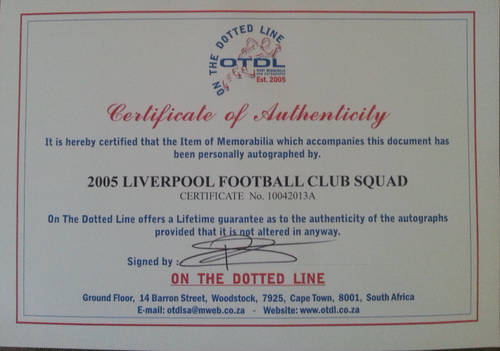 ON THE DOTTED LINE
OTDL
SPORT MEMORABILIA
AND AUTOGRAPHS
Est. 2005
Certificate of Authenticity
It is hereby certified that the Item of Memorabilia which accompanies this document has
been personally autographed by.
2005 LIVERPOOL FOOTBALL CLUB SQUAD
CERTIFICATE No. 10042013A
On The Dotted Line offers a Lifetime guarantee as to the authenticity of the autographs
provided that it is not altered in anyway.
Signed by :
ON THE DOTTED LINE
Ground Floor, 14 Barron Street, Woodstock, 7925, Cape Town, 8001, South Africa
E-mail: otdlsa@mweb.co.za - Website: www.otdl.co.za